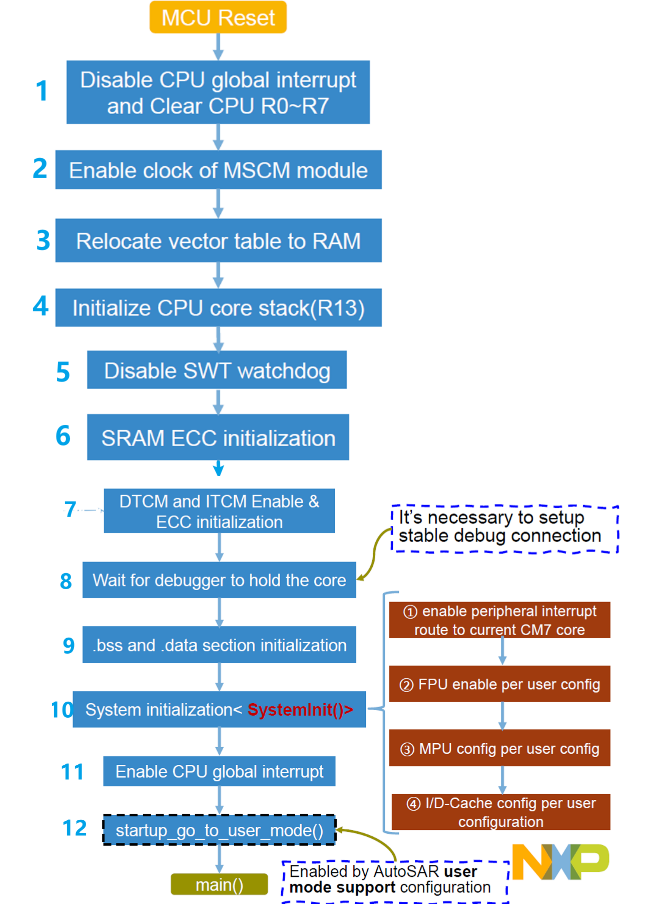 MCU Reset
1
Disable CPU global interrupt
and Clear CPU R0~R7
2
Enable clock of MSCM module
3
Relocate vector table to RAM
4
Initialize CPU core stack(R13)
5
Disable SWT watchdog
6
SRAM ECC initialization
7
DTCM and ITCM Enable &
ECC initialization
It's necessary to setup
stable debug connection
8
Wait for debugger to hold the core
9
.bss and .data section initialization
10
System initialization< SystemInit()>
① enable peripheral interrupt
route to current CM7 core
② FPU enable per user config
③ MPU config per user config
④ I/D-Cache config per user
configuration
11
Enable CPU global interrupt
12
startup_go_to_user_mode()
Enabled by AutoSAR user
mode support configuration
main()
NXP